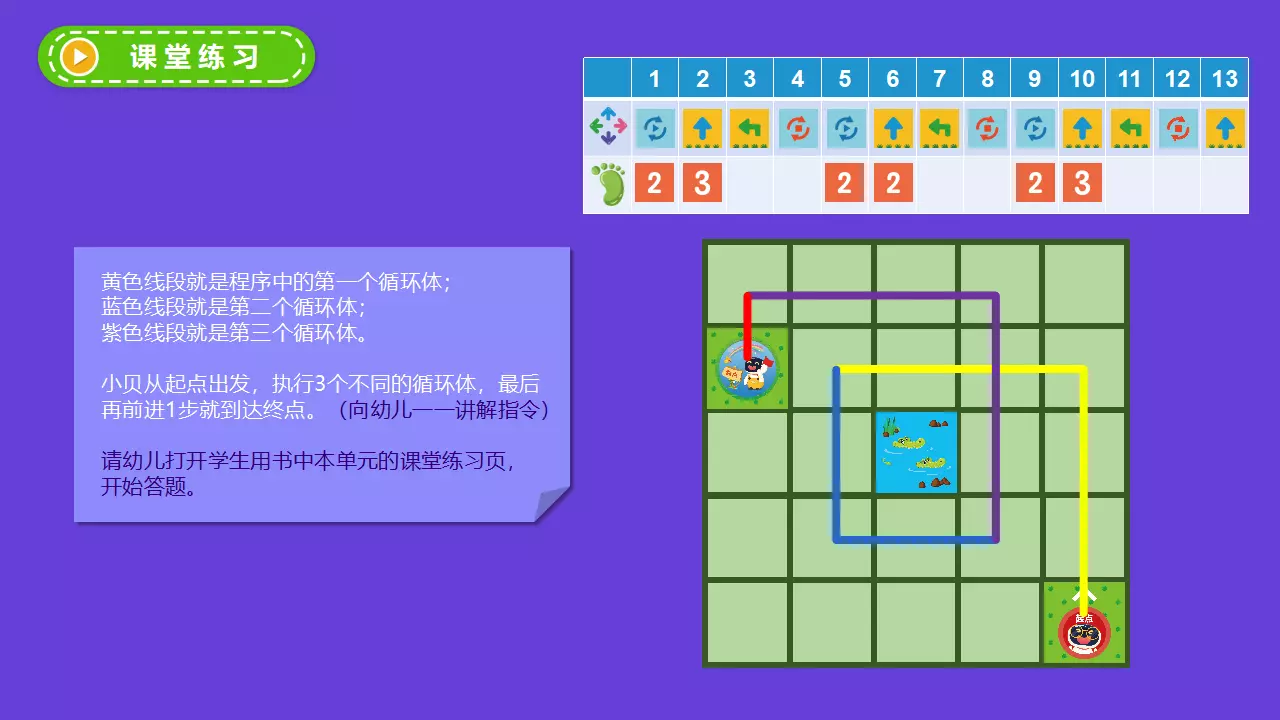 课堂练习
1 2 3 4 5 6 7 8 9 10 11 12 13
2 3 2 2 2 3
黄色线段就是程序中的第一个循环体；
蓝色线段就是第二个循环体；
紫色线段就是第三个循环体。
小贝从起点出发，执行3个不同的循环体，最后
再前进1步就到达终点。（向幼儿一一讲解指令）
请幼儿打开学生用书中本单元的课堂练习页，
开始答题。
起点